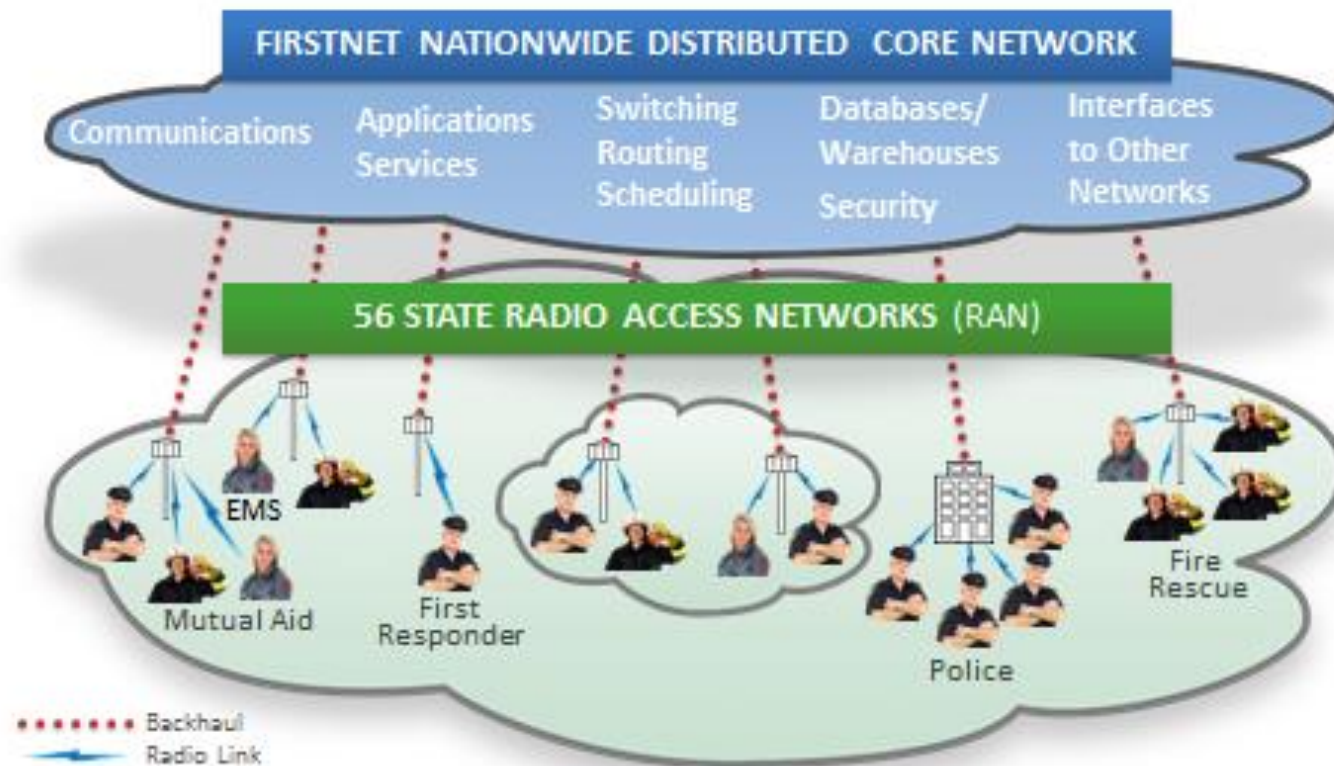 FIRSTNET NATIONWIDE DISTRIBUTED CORE NETWORK
Communications
Applications
Services
Switching
Routing
Scheduling
Databases/
Warehouses
Security
Interfaces
to Other
Networks
56 STATE RADIO ACCESS NETWORKS (RAN)
EMS
Mutual Aid
First
Responder
Police
Fire
Rescue
Backhaul
Radio Link